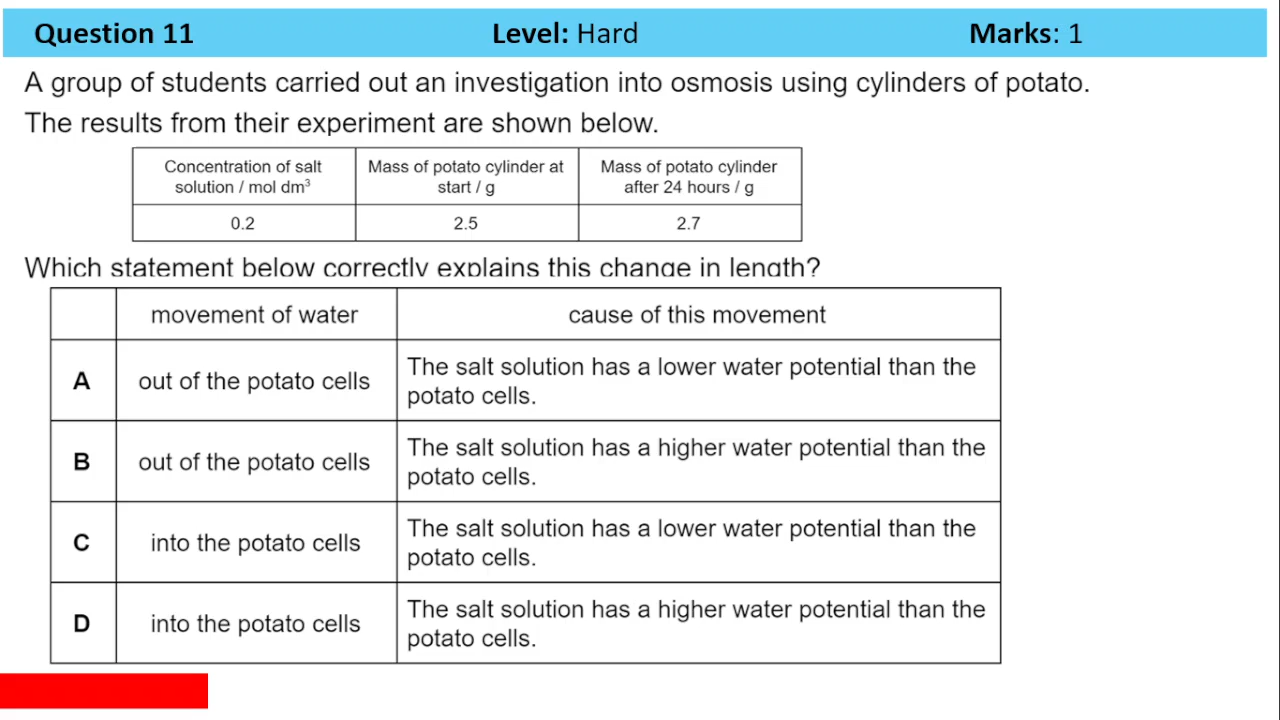 Question 11 Level: Hard Marks: 1
A group of students carried out an investigation into osmosis using cylinders of potato.
The results from their experiment are shown below.
Concentration of salt solution / mol dm³ Mass of potato cylinder at start / g Mass of potato cylinder after 24 hours / g
0.2 2.5 2.7
Which statement below correctly explains this change in length?
movement of water cause of this movement
A out of the potato cells The salt solution has a lower water potential than the potato cells.
B out of the potato cells The salt solution has a higher water potential than the potato cells.
C into the potato cells The salt solution has a lower water potential than the potato cells.
D into the potato cells The salt solution has a higher water potential than the potato cells.